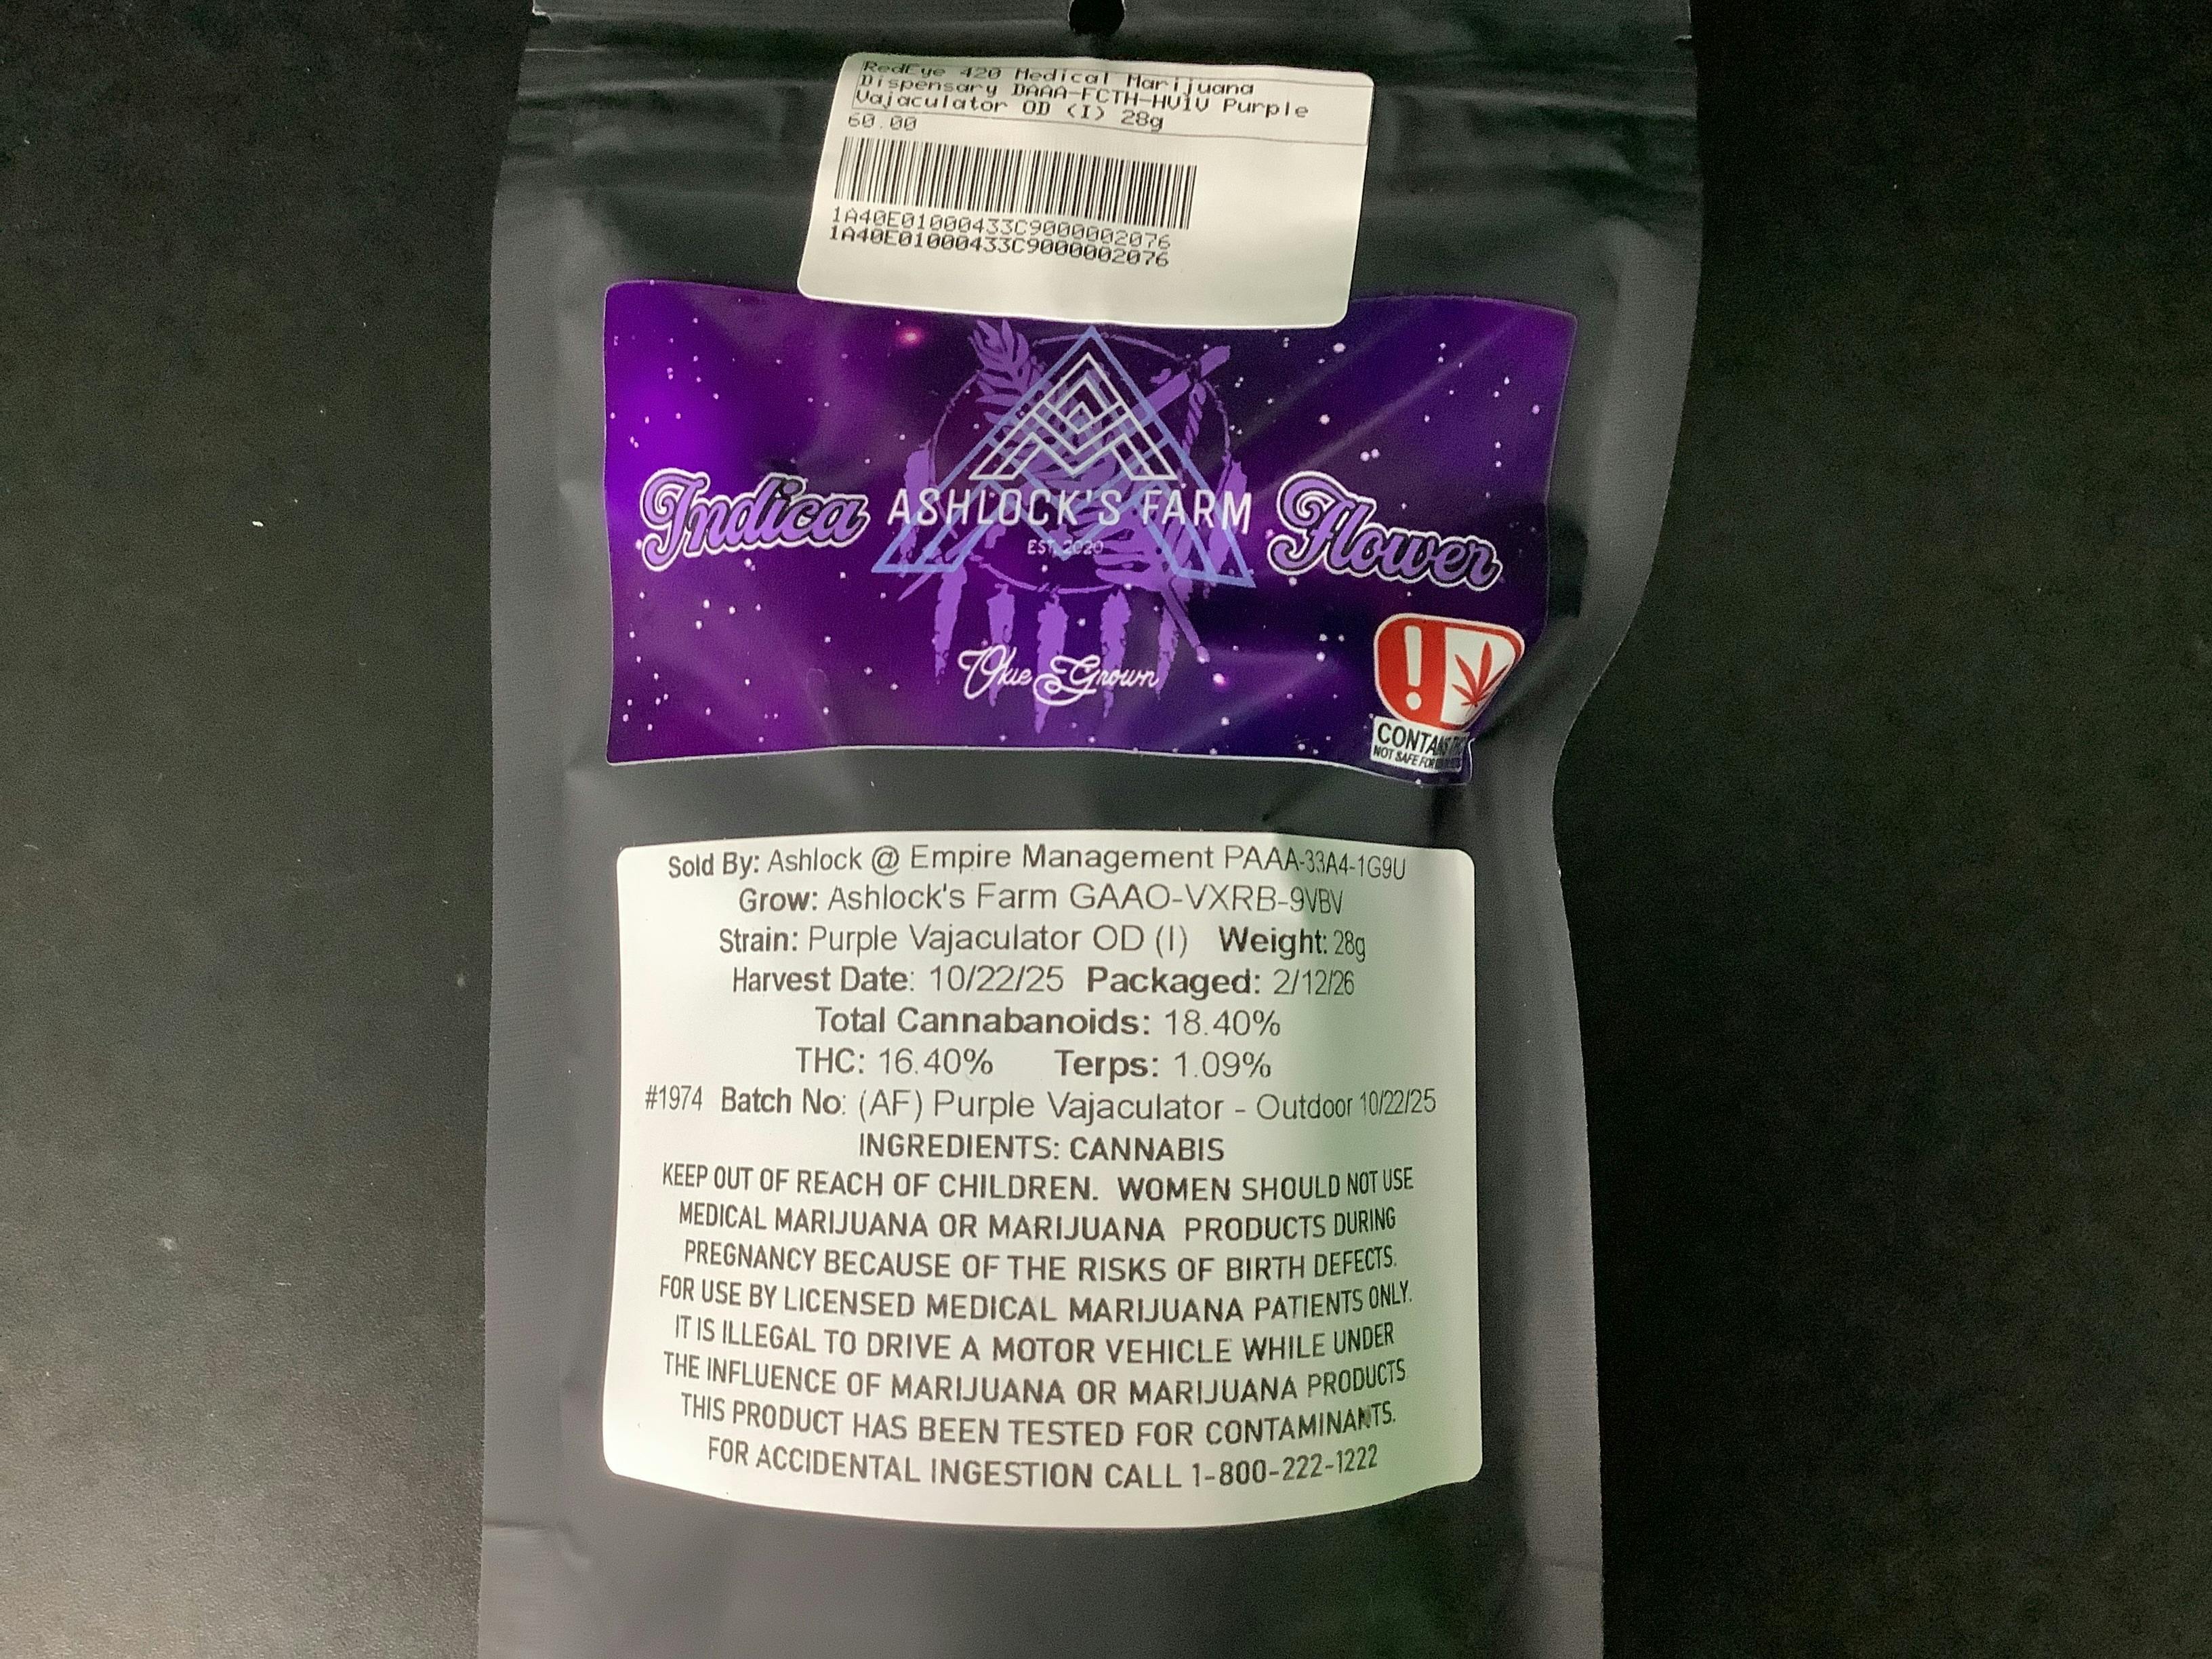 RedEye 420 Medical Marijuana
Dispensary DAAA-FCTH-HV1V Purple
Vajaculator OD (I) 28g
60.00
1A40E01000433C9000002076
1A40E01000433C9000002076
Indica
ASHLOCK'S FARM
Flower
EST. 2020
Okie Grown
!
CONTAINS
NOT SAFE FOR
Sold By: Ashlock @ Empire Management PAAA-33A4-1G9U
Grow: Ashlock's Farm GAAO-VXRB-9VBV
Strain: Purple Vajaculator OD (I) Weight: 28g
Harvest Date: 10/22/25 Packaged: 2/12/26
Total Cannabanoids: 18.40%
THC: 16.40% Terps: 1.09%
#1974 Batch No: (AF) Purple Vajaculator - Outdoor 10/22/25
INGREDIENTS: CANNABIS
KEEP OUT OF REACH OF CHILDREN. WOMEN SHOULD NOT USE
MEDICAL MARIJUANA OR MARIJUANA PRODUCTS DURING
PREGNANCY BECAUSE OF THE RISKS OF BIRTH DEFECTS.
FOR USE BY LICENSED MEDICAL MARIJUANA PATIENTS ONLY.
IT IS ILLEGAL TO DRIVE A MOTOR VEHICLE WHILE UNDER
THE INFLUENCE OF MARIJUANA OR MARIJUANA PRODUCTS
THIS PRODUCT HAS BEEN TESTED FOR CONTAMINANTS.
FOR ACCIDENTAL INGESTION CALL 1-800-222-1222